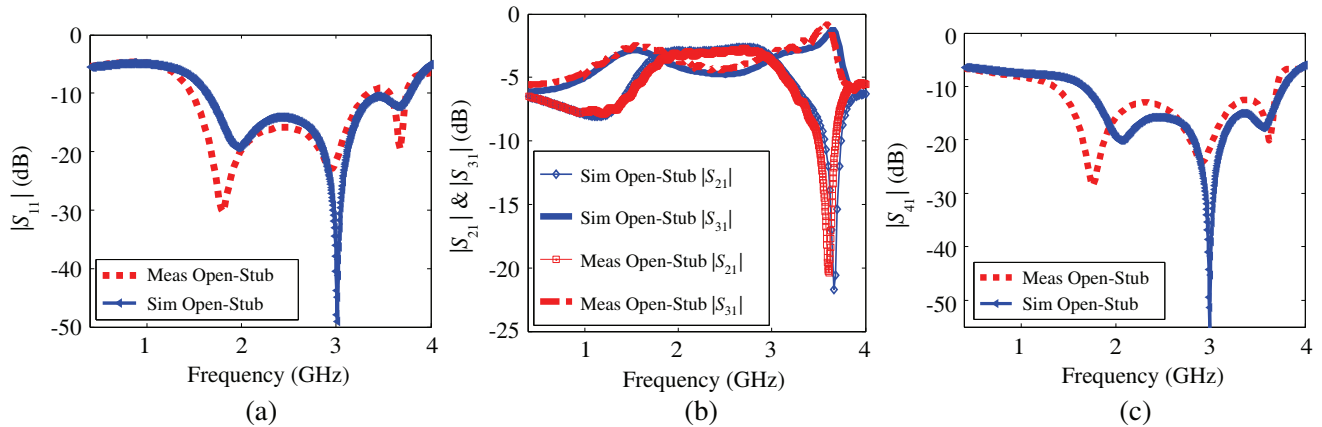 0
-10
-20
-30
-40
-50
|S11| (dB)
Meas Open-Stub
Sim Open-Stub
1 2 3 4
Frequency (GHz)
(a)
0
-5
-10
-15
-20
-25
|S21| & |S31| (dB)
Sim Open-Stub |S21|
Sim Open-Stub |S31|
Meas Open-Stub |S21|
Meas Open-Stub |S31|
1 2 3 4
Frequency (GHz)
(b)
0
-10
-20
-30
-40
-50
|S41| (dB)
Meas Open-Stub
Sim Open-Stub
1 2 3 4
Frequency (GHz)
(c)